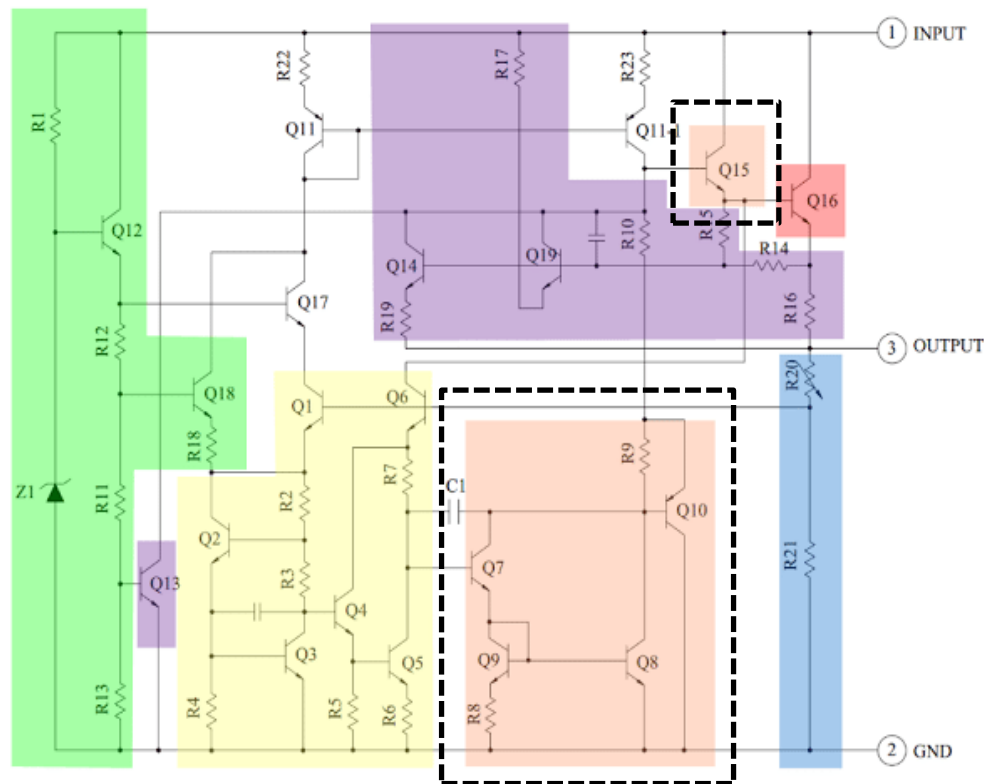 1 INPUT
R22
R17
R23
R1
Q11
Q11-1
Q15
Q16
Q12
R10
R15
R14
Q14
Q19
Q17
R19
R16
R12
3 OUTPUT
R20
Q18
Q1
Q6
R18
R7
R9
Z1
R11
R2
C1
Q10
Q2
R21
R3
Q7
Q13
Q4
Q3
Q5
Q9
Q8
R13
R4
R5
R6
R8
2 GND